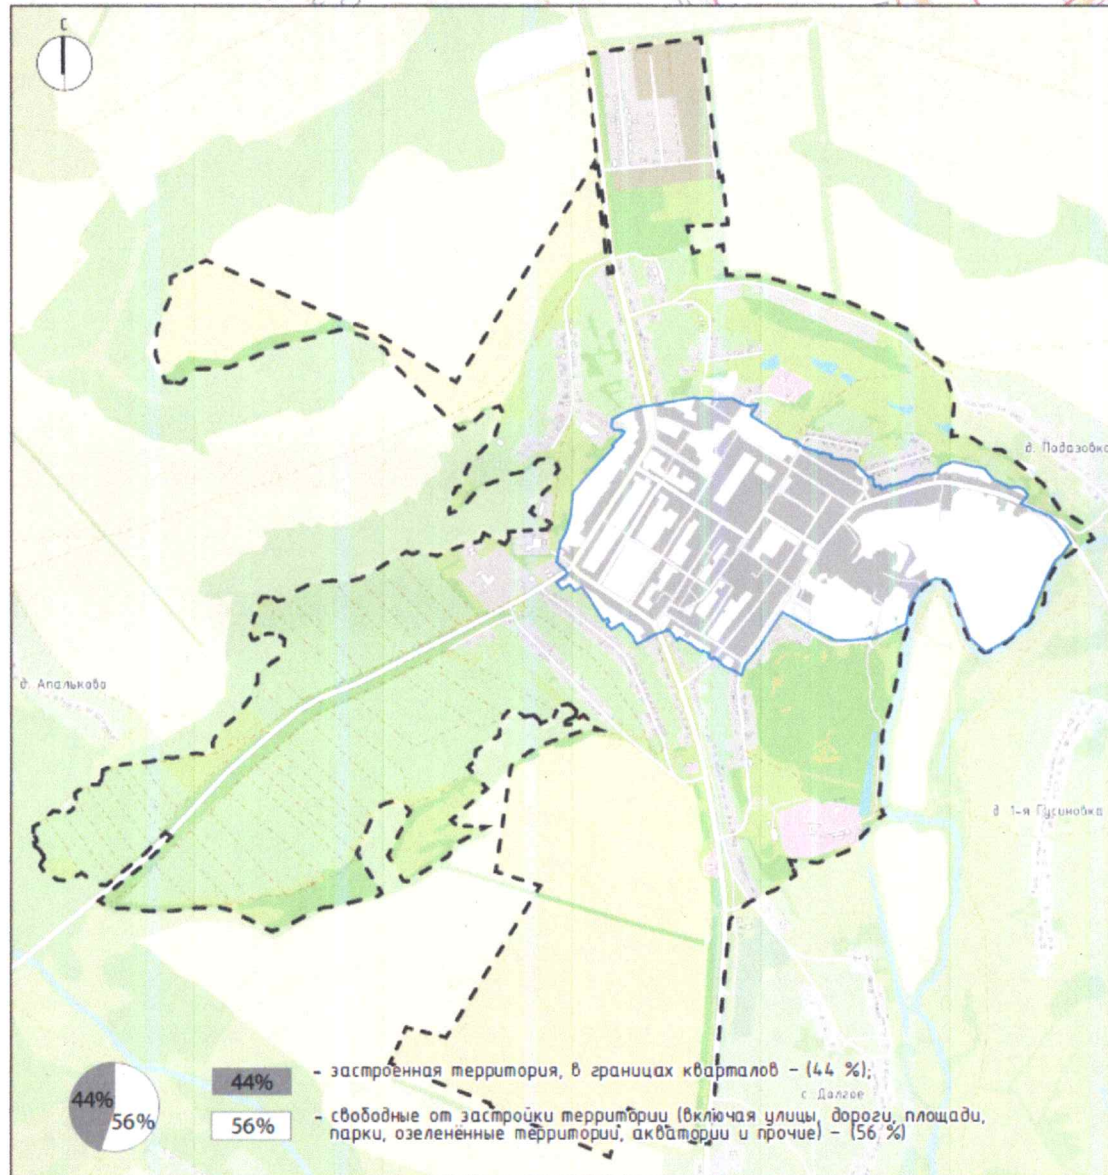 С
д. Подазовка
д. Апальково
д. 1-я Гусиновка
44%
56%
44%
- застроенная территория, в границах кварталов - (44 %);
с. Долгое
56%
- свободные от застройки территории (включая улицы, дороги, площади,
парки, озеленённые территории, акватории и прочие) - (56 %)